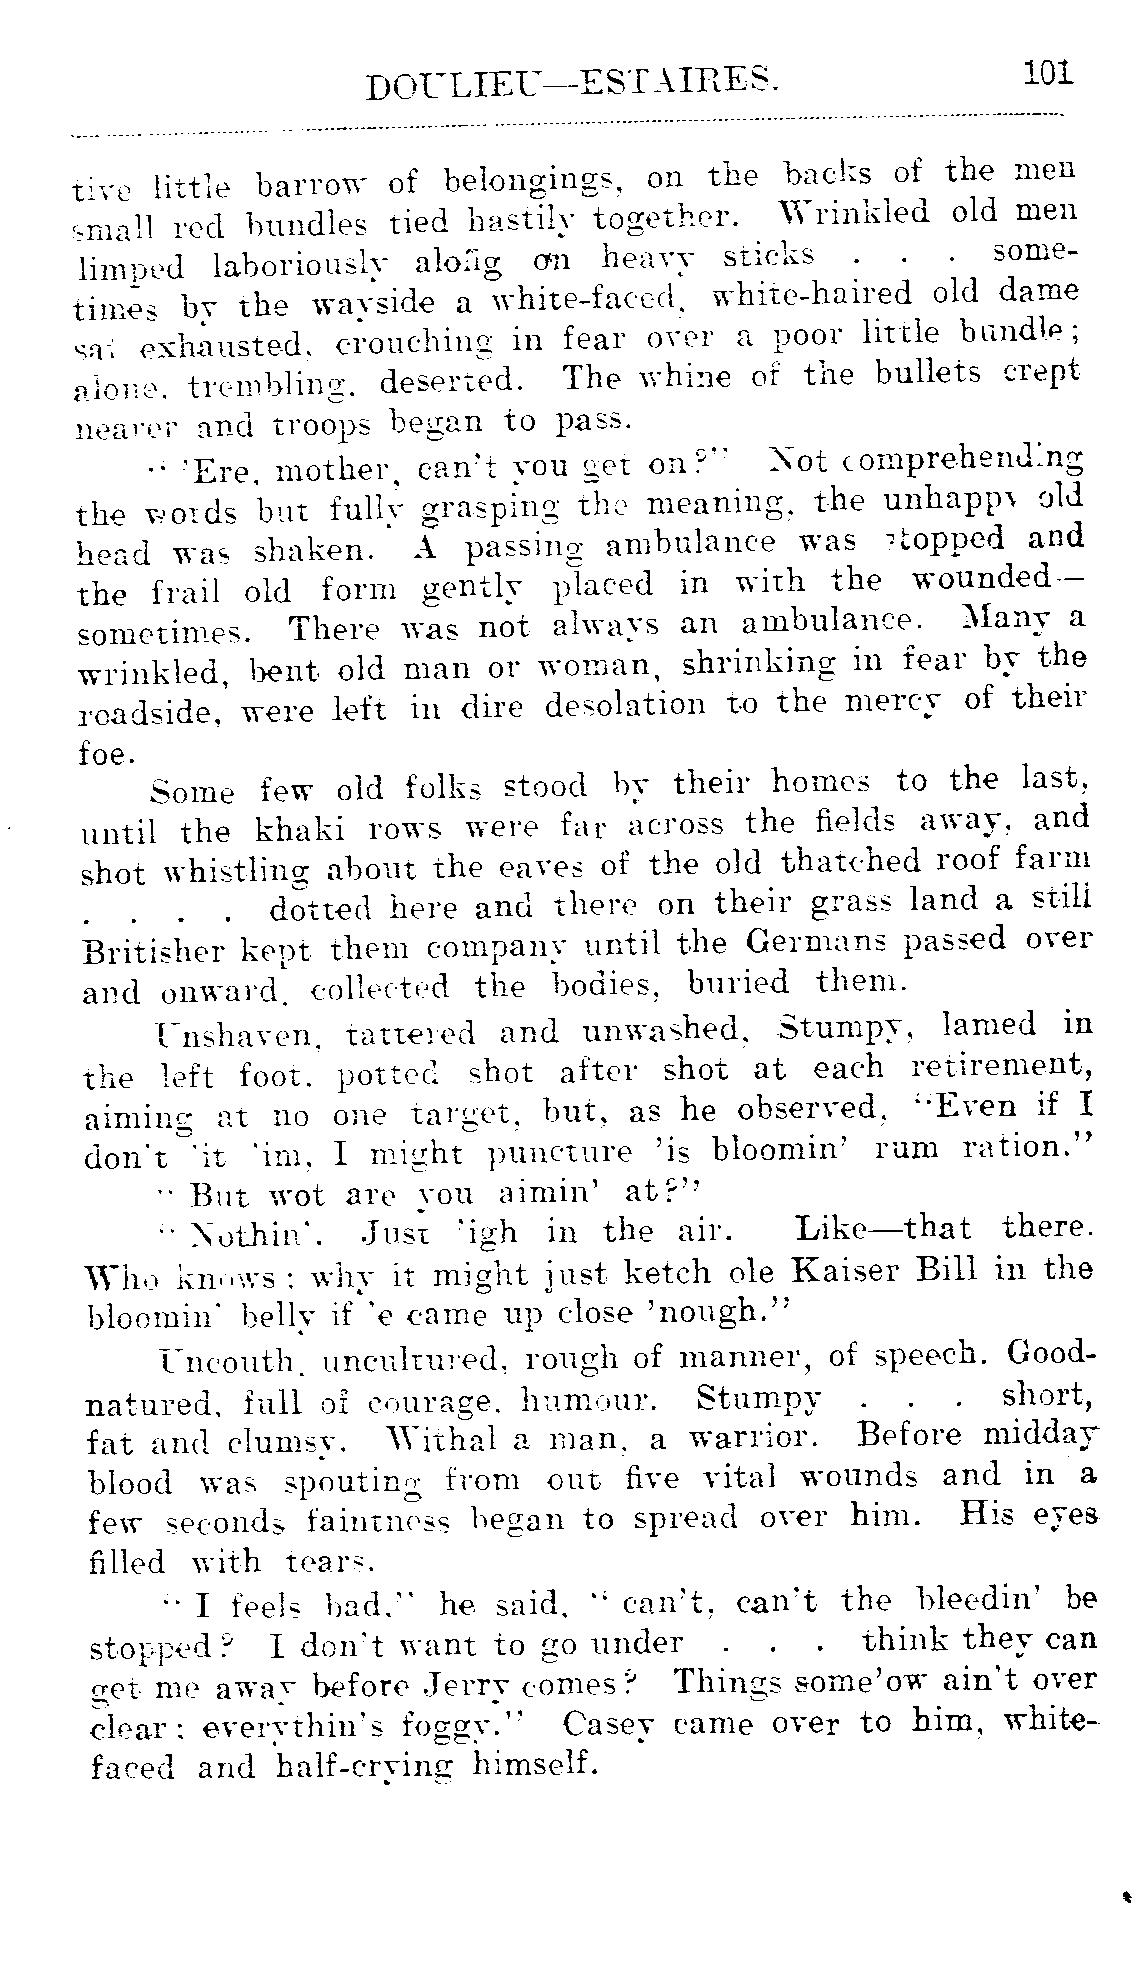 DOULIEU—ESTAIRES. 101
tive little barrow of belongings, on the backs of the men
small red bundles tied hastily together. Wrinkled old men
limped laboriously along on heavy sticks . . . some-
times by the wayside a white-faced, white-haired old dame
sat exhausted, crouching in fear over a poor little bundle;
alone, trembling, deserted. The whine of the bullets crept
nearer and troops began to pass.
" 'Ere, mother, can't you get on?" Not comprehending
the words but fully grasping the meaning, the unhappy old
head was shaken. A passing ambulance was stopped and
the frail old form gently placed in with the wounded—
sometimes. There was not always an ambulance. Many a
wrinkled, bent old man or woman, shrinking in fear by the
roadside, were left in dire desolation to the mercy of their
foe.
Some few old folks stood by their homes to the last,
until the khaki rows were far across the fields away, and
shot whistling about the eaves of the old thatched roof farm
. . . . dotted here and there on their grass land a still
Britisher kept them company until the Germans passed over
and onward, collected the bodies, buried them.
Unshaven, tattered and unwashed, Stumpy, lamed in
the left foot, potted shot after shot at each retirement,
aiming at no one target, but, as he observed, "Even if I
don't 'it 'im, I might puncture 'is bloomin' rum ration."
" But wot are you aimin' at?"
" Nothin'. Just 'igh in the air. Like—that there.
Who knows; why it might just ketch ole Kaiser Bill in the
bloomin' belly if 'e came up close 'nough."
Uncouth, uncultured, rough of manner, of speech. Good-
natured, full of courage, humour. Stumpy . . . short,
fat and clumsy. Withal a man, a warrior. Before midday
blood was spouting from out five vital wounds and in a
few seconds faintness began to spread over him. His eyes
filled with tears.
" I feels bad," he said, " can't, can't the bleedin' be
stopped? I don't want to go under . . . think they can
get me away before Jerry comes? Things some'ow ain't over
clear; everythin's foggy." Casey came over to him, white-
faced and half-crying himself.